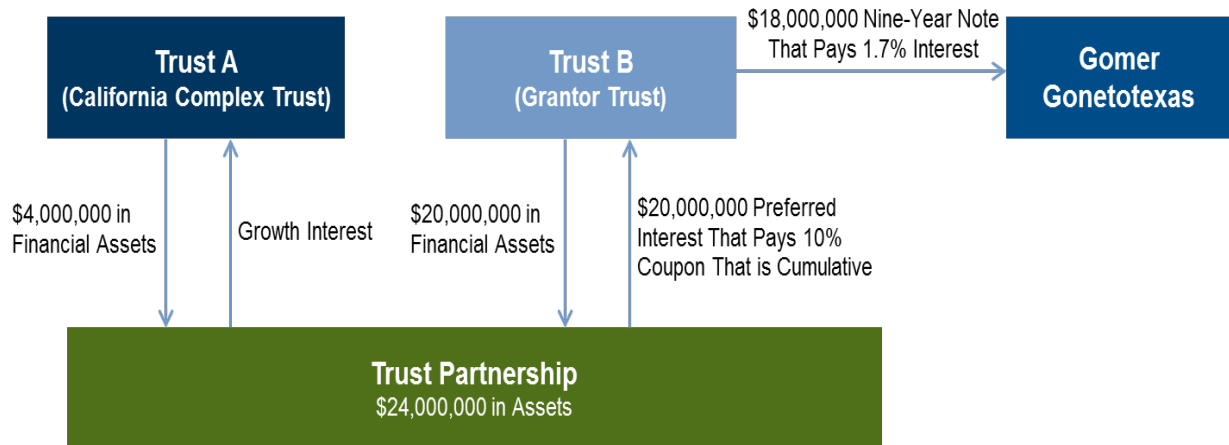 Trust A
(California Complex Trust)
Trust B
(Grantor Trust)
$18,000,000 Nine-Year Note
That Pays 1.7% Interest
Gomer
Gonetotexas
$4,000,000 in
Financial Assets
Growth Interest
$20,000,000 in
Financial Assets
$20,000,000 Preferred
Interest That Pays 10%
Coupon That is Cumulative
Trust Partnership
$24,000,000 in Assets